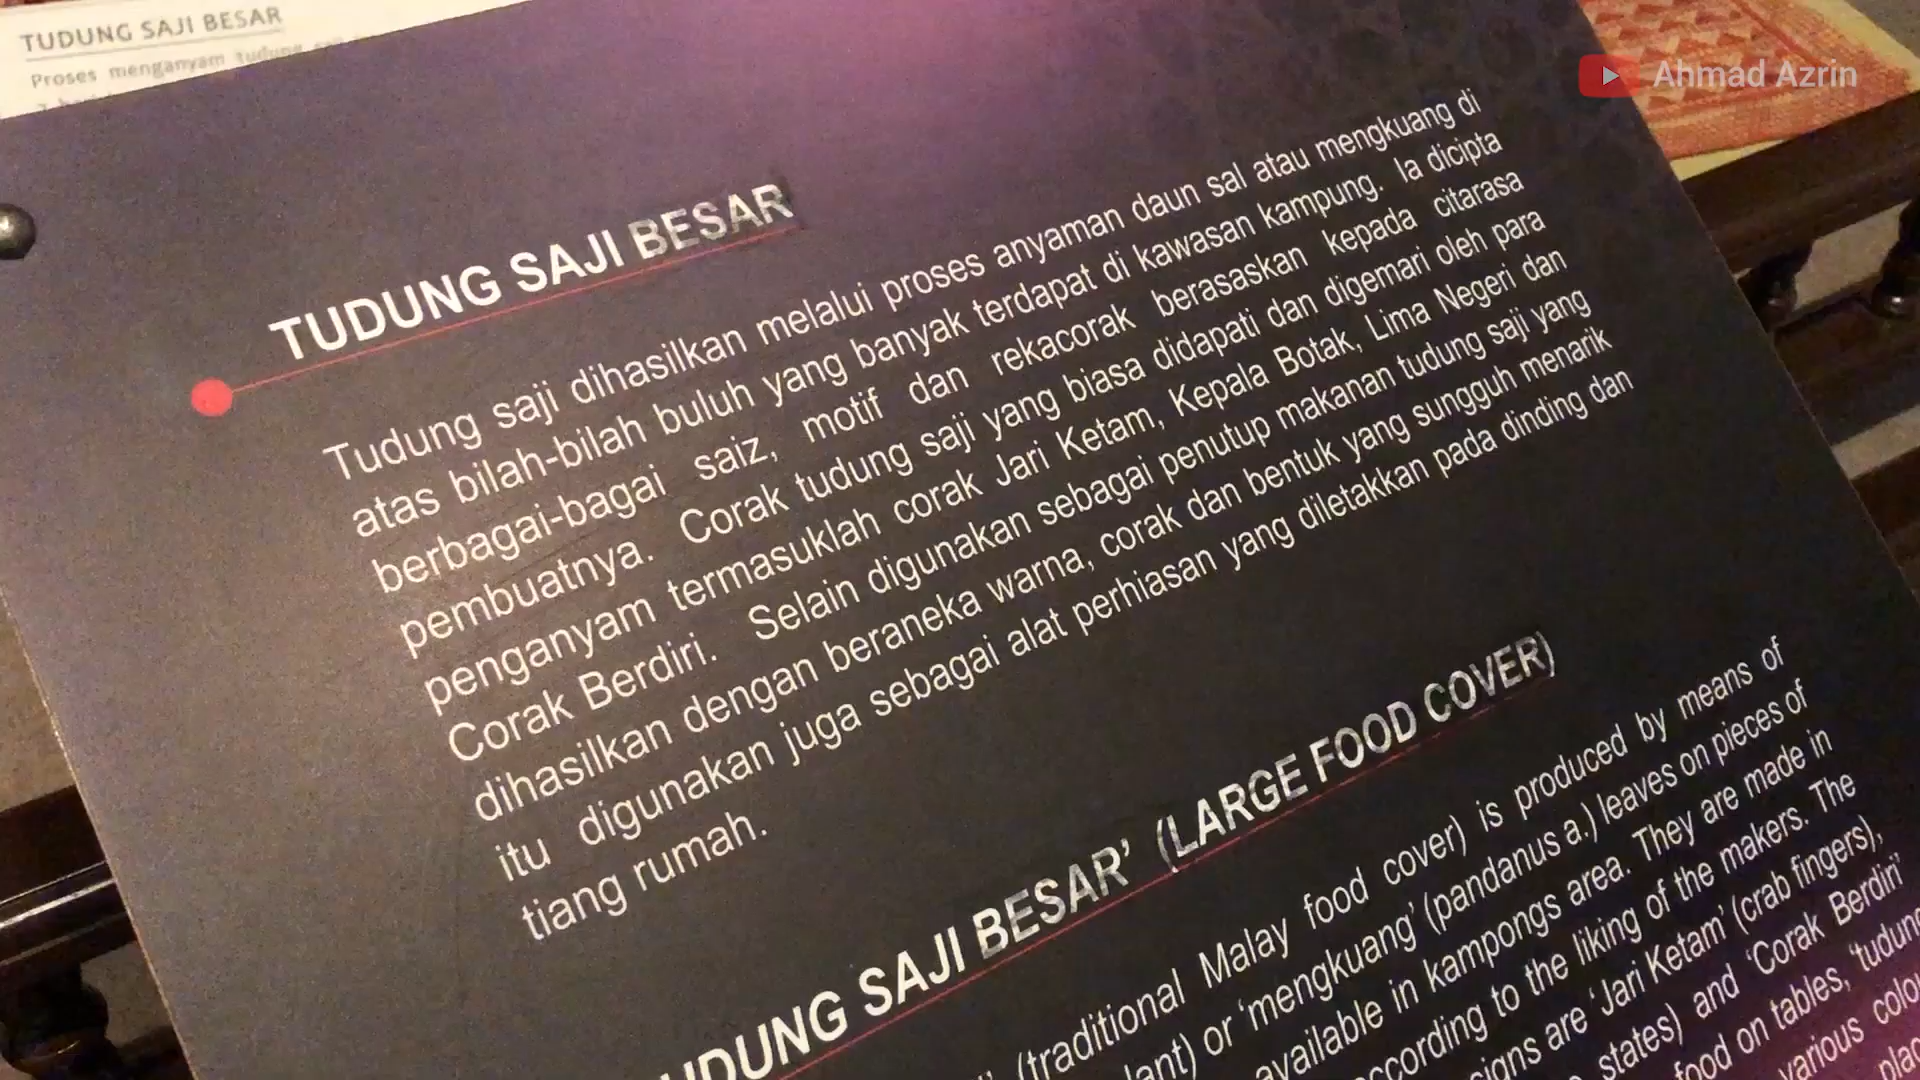 TUDUNG SAJI BESAR
Proses menganyam tudung
Ahmad Azrin
TUDUNG SAJI BESAR
Tudung saji dihasilkan melalui proses anyaman daun sal atau mengkuang di
atas bilah-bilah buluh yang banyak terdapat di kawasan kampung. Ia dicipta
berbagai-bagai saiz, motif dan rekacorak berasaskan kepada citarasa
pembuatnya. Corak tudung saji yang biasa didapati dan digemari oleh para
penganyam termasuklah corak Jari Ketam, Kepala Botak, Lima Negeri dan
Corak Berdiri. Selain digunakan sebagai penutup makanan tudung saji yang
dihasilkan dengan beraneka warna, corak dan bentuk yang sungguh menarik
itu digunakan juga sebagai alat perhiasan yang diletakkan pada dinding dan
tiang rumah.
UDUNG SAJI BESAR' (LARGE FOOD COVER)
(traditional Malay food cover) is produced by means of
lant) or 'mengkuang' (pandanus a.) leaves on pieces of
available in kampongs area. They are made in
ccording to the liking of the makers. The
signs are 'Jari Ketam' (crab fingers),
states) and 'Corak Berdiri'
food on tables, 'tudung
various colou
plac